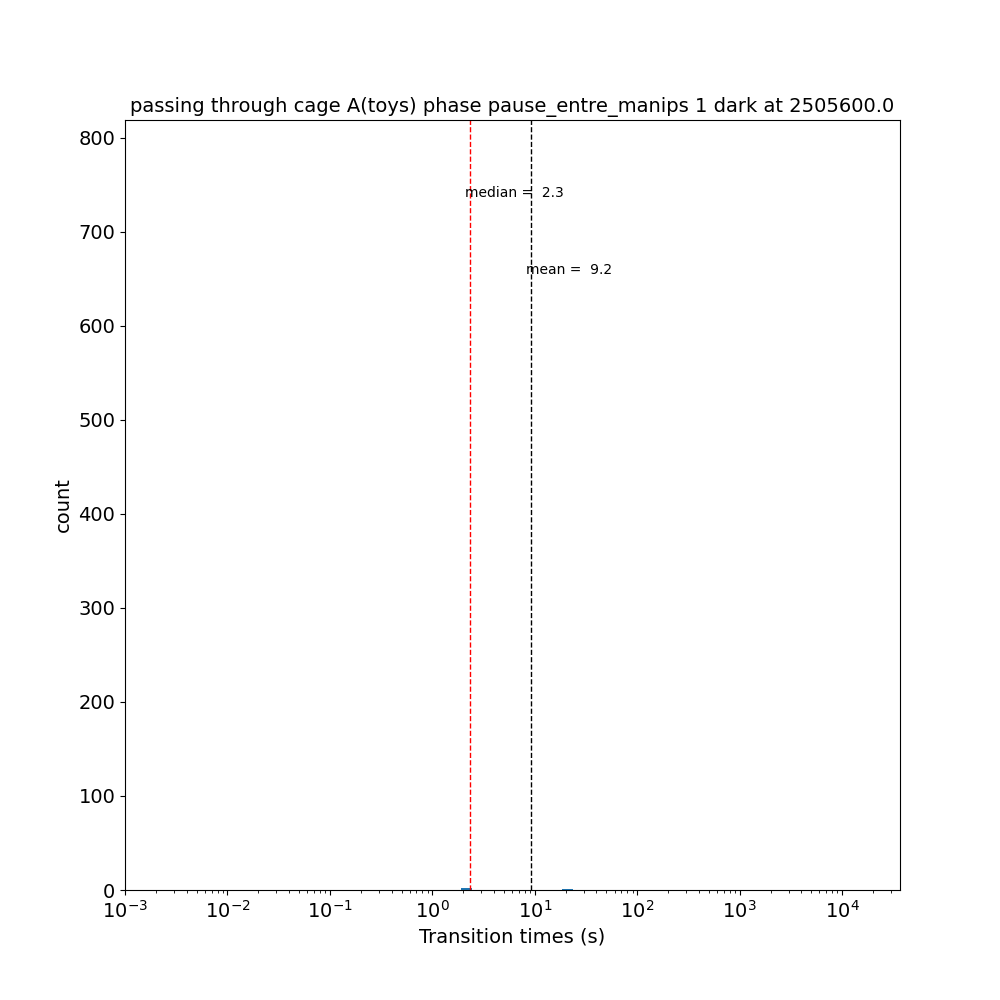 passing through cage A(toys) phase pause_entre_manips 1 dark at 2505600.0
800
median =  2.3
700
mean =  9.2
600
500
count
400
300
200
100
0
10⁻³ 10⁻² 10⁻¹ 10⁰ 10¹ 10² 10³ 10⁴
Transition times (s)